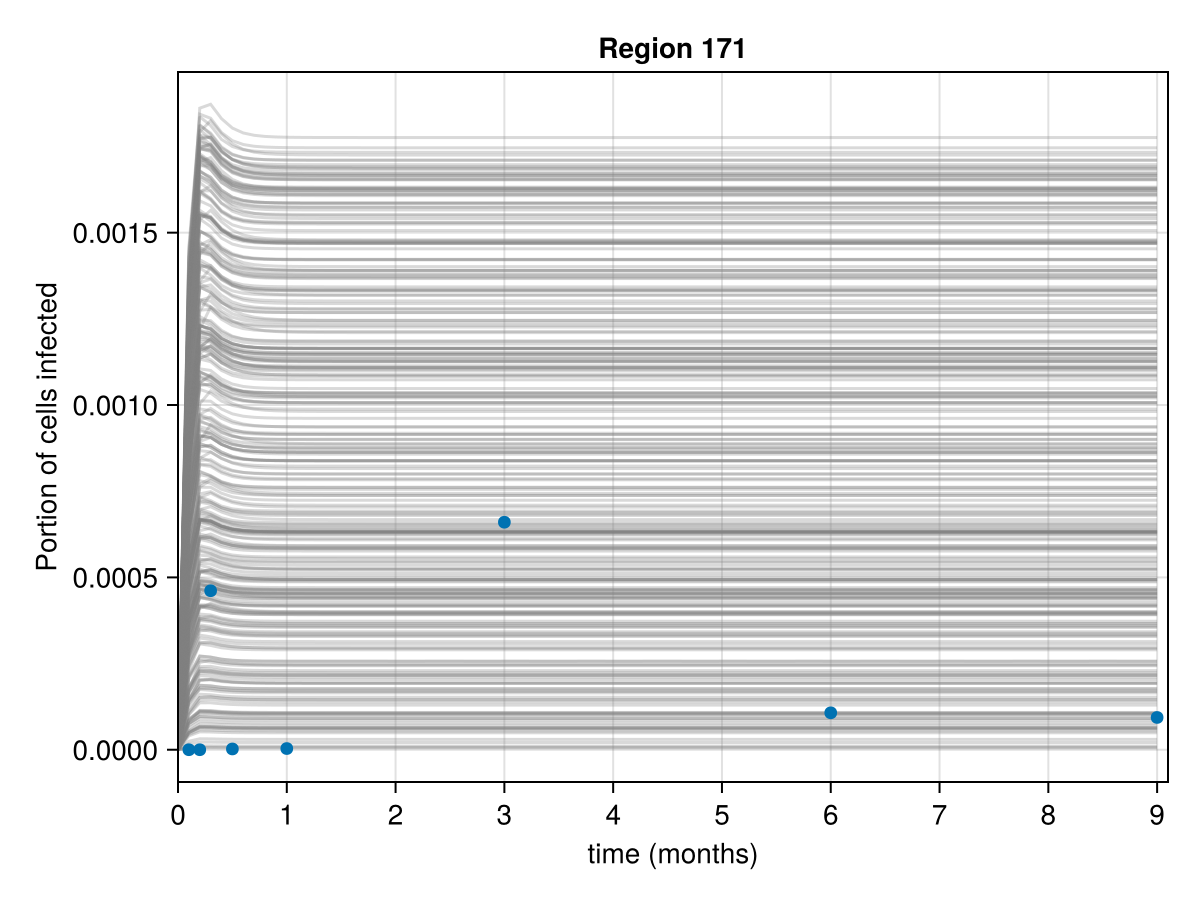 Region 171
Portion of cells infected
0.0015
0.0010
0.0005
0.0000
0 1 2 3 4 5 6 7 8 9
time (months)